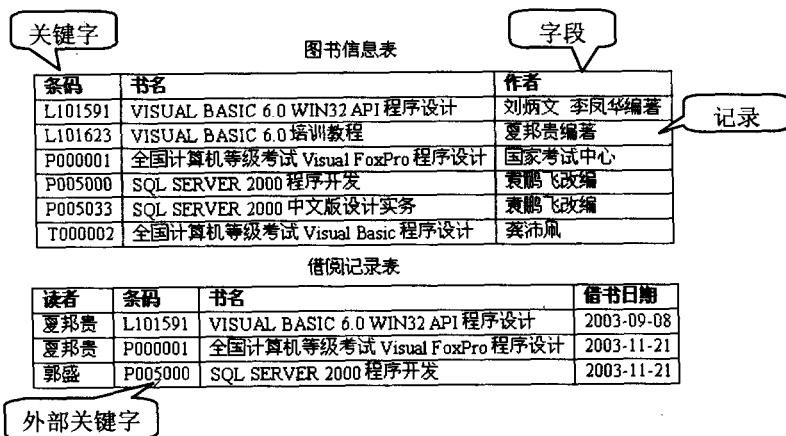 关键字
字段
图书信息表
条码 书名 作者
L101591 VISUAL BASIC 6.0 WIN32 API 程序设计 刘炳文 李凤华编著
记录
L101623 VISUAL BASIC 6.0 培训教程 夏邦贵编著
P000001 全国计算机等级考试 Visual FoxPro 程序设计 国家考试中心
P005000 SQL SERVER 2000 程序开发 袁鹏飞改编
P005033 SQL SERVER 2000 中文版设计实务 袁鹏飞改编
T000002 全国计算机等级考试 Visual Basic 程序设计 龚沛
借阅记录表
读者 条码 书名 借书日期
夏邦贵 L101591 VISUAL BASIC 6.0 WIN32 API 程序设计 2003-09-08
夏邦贵 P000001 全国计算机等级考试 Visual FoxPro 程序设计 2003-11-21
郭盛 P005000 SQL SERVER 2000 程序开发 2003-11-21
外部关键字